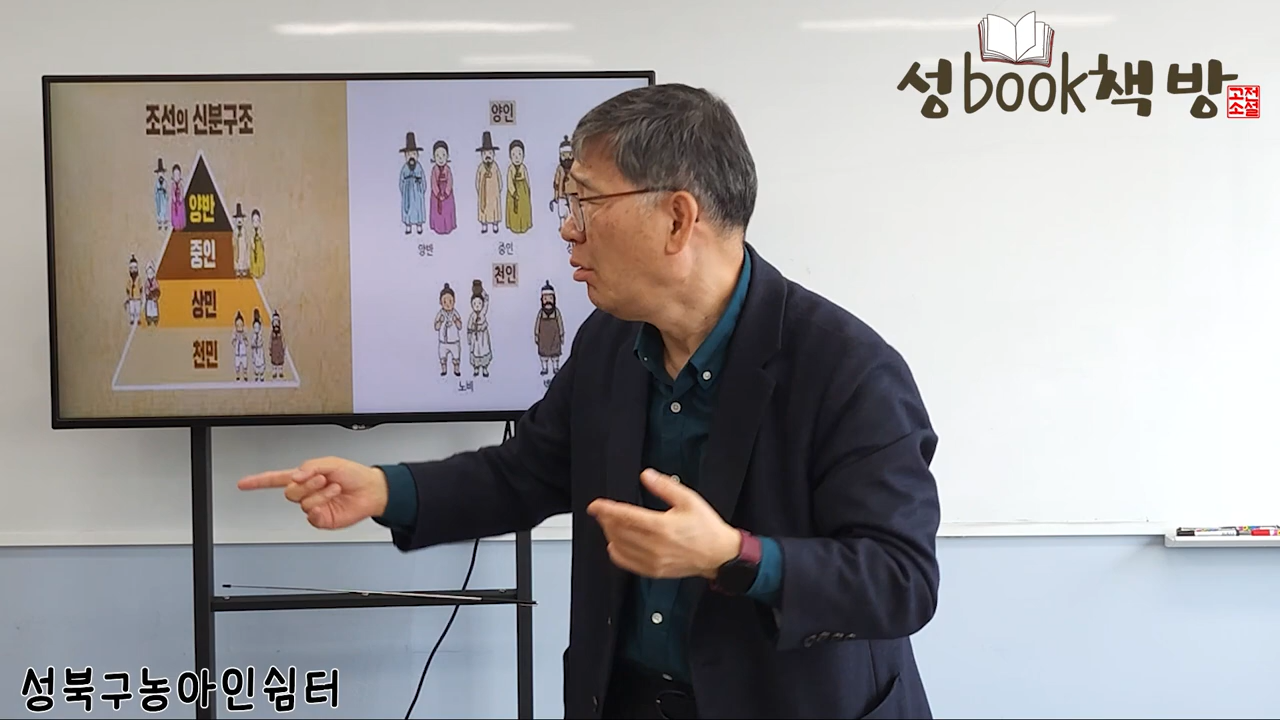 성book책방
고전
소설
조선의 신분구조
양반
중인
상민
천민
양인
양반
중인
천인
노비
성북구농아인쉼터